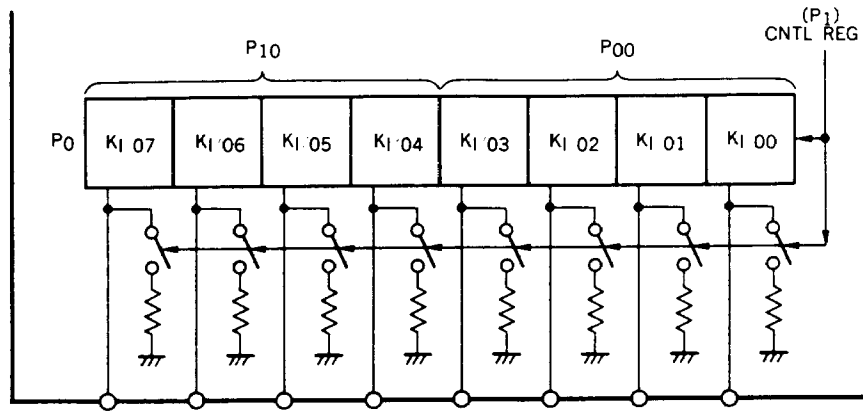 (P1)
CNTL REG
P10
P00
P0
KI 07
KI 06
KI 05
KI 04
KI 03
KI 02
KI 01
KI 00